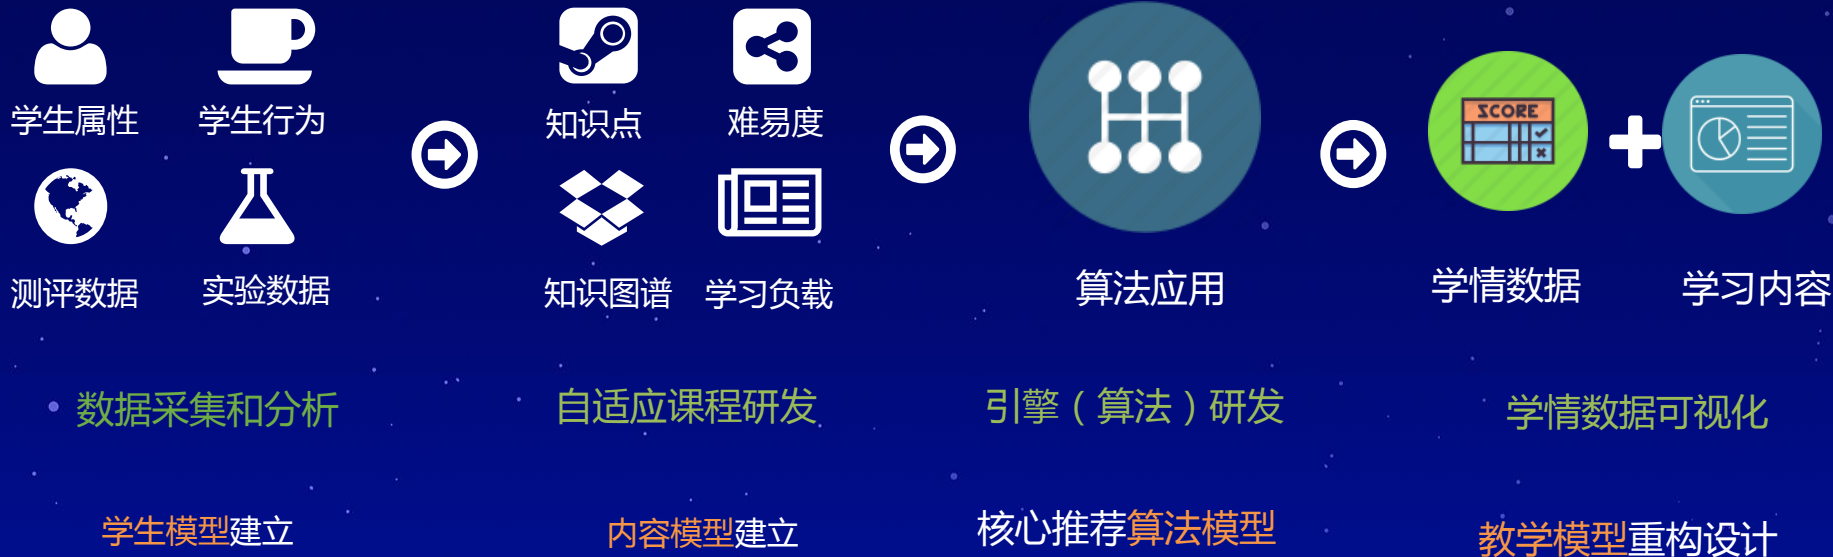 学生属性
学生行为
知识点
难易度
SCORE
测评数据
实验数据
知识图谱
学习负载
算法应用
学情数据
学习内容
数据采集和分析
自适应课程研发
引擎（算法）研发
学情数据可视化
学生模型建立
内容模型建立
核心推荐算法模型
教学模型重构设计